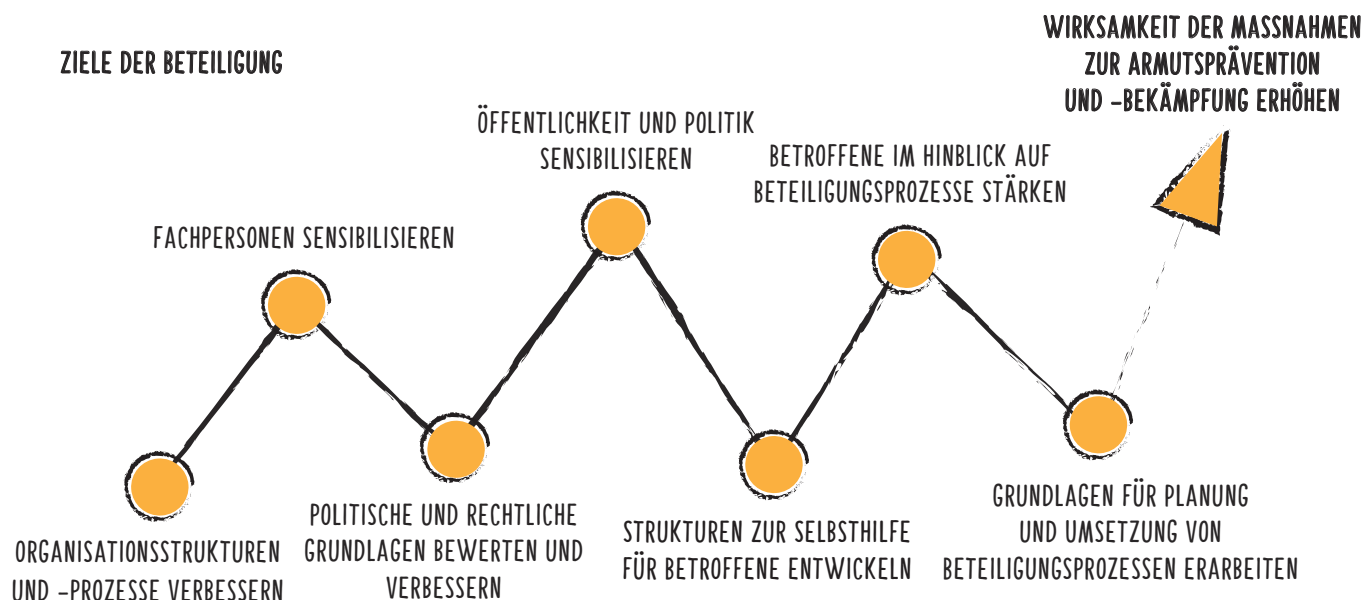 ZIELE DER BETEILIGUNG
WIRKSAMKEIT DER MASSNAHMEN
ZUR ARMUTSPRÄVENTION
UND -BEKÄMPFUNG ERHÖHEN
ÖFFENTLICHKEIT UND POLITIK
SENSIBILISIEREN
BETROFFENE IM HINBLICK AUF
BETEILIGUNGSPROZESSE STÄRKEN
FACHPERSONEN SENSIBILISIEREN
ORGANISATIONSSTRUKTUREN
UND -PROZESSE VERBESSERN
POLITISCHE UND RECHTLICHE
GRUNDLAGEN BEWERTEN UND
VERBESSERN
STRUKTUREN ZUR SELBSTHILFE
FÜR BETROFFENE ENTWICKELN
GRUNDLAGEN FÜR PLANUNG
UND UMSETZUNG VON
BETEILIGUNGSPROZESSEN ERARBEITEN